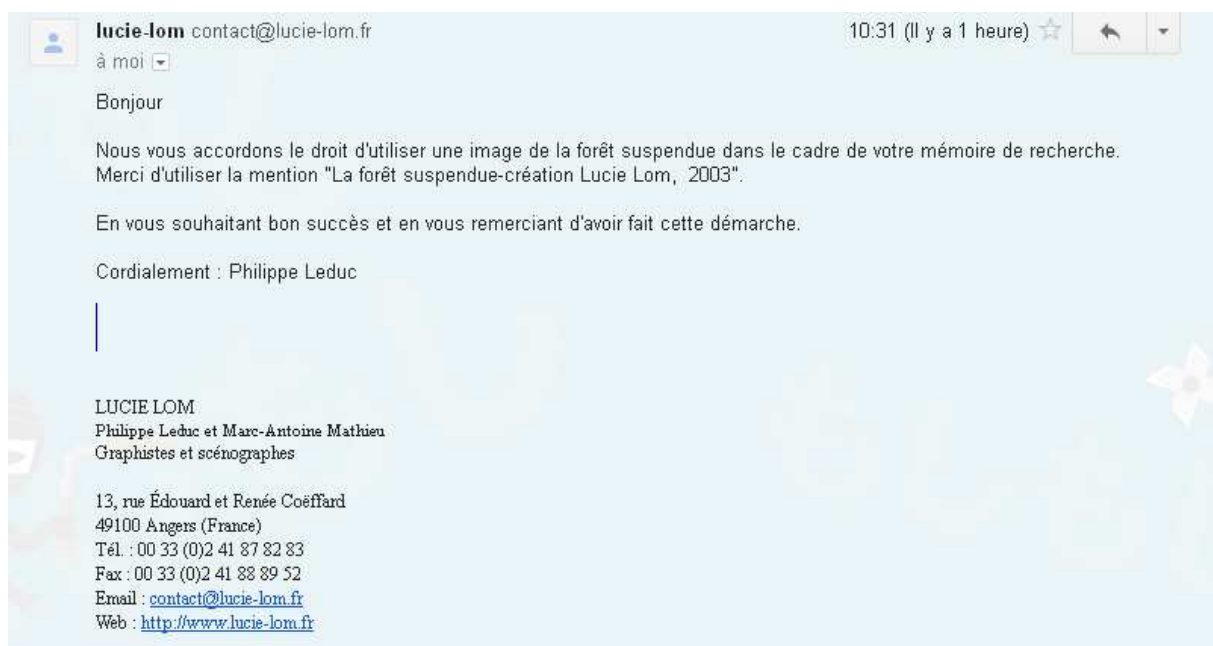 lucie-lom contact@lucie-lom.fr 10:31 (Il y a 1 heure)
à moi
Bonjour
Nous vous accordons le droit d'utiliser une image de la forêt suspendue dans le cadre de votre mémoire de recherche.
Merci d'utiliser la mention "La forêt suspendue-création Lucie Lom,  2003".
En vous souhaitant bon succès et en vous remerciant d'avoir fait cette démarche.
Cordialement : Philippe Leduc
LUCIE LOM
Philippe Leduc et Marc-Antoine Mathieu
Graphistes et scénographes
13, rue Édouard et Renée Coëffard
49100 Angers (France)
Tél. : 00 33 (0)2 41 87 82 83
Fax : 00 33 (0)2 41 88 89 52
Email : contact@lucie-lom.fr
Web : http://www.lucie-lom.fr